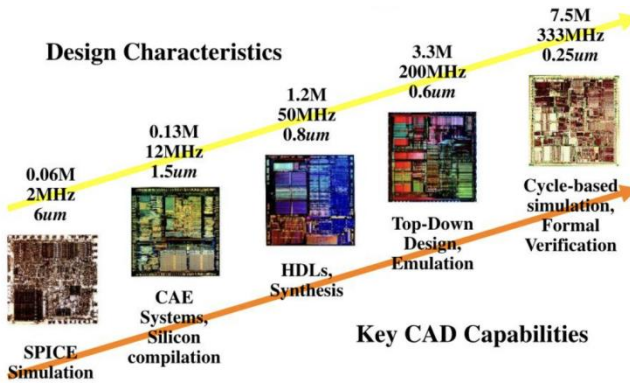 Design Characteristics
0.06M
2MHz
6um
0.13M
12MHz
1.5um
1.2M
50MHz
0.8um
3.3M
200MHz
0.6um
7.5M
333MHz
0.25um
SPICE
Simulation
CAE
Systems,
Silicon
compilation
HDLs,
Synthesis
Top-Down
Design,
Emulation
Cycle-based
simulation,
Formal
Verification
Key CAD Capabilities